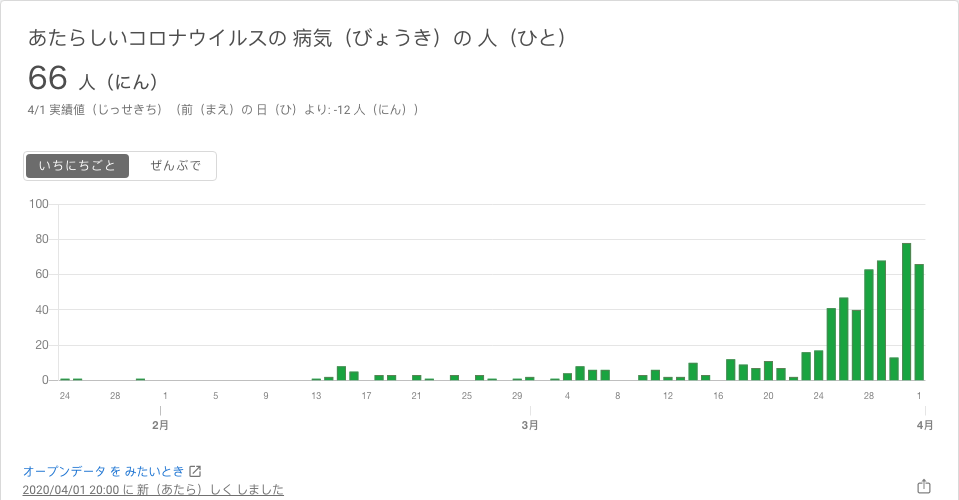 あたらしいコロナウイルスの 病気（びょうき）の 人（ひと）
66 人（にん）
4/1 実績値（じっせきち）（前（まえ）の 日（ひ）より: -12 人（にん））
いちにちごと ぜんぶで
100
80
60
40
20
0
24 28 1 5 9 13 17 21 25 29 4 8 12 16 20 24 28 1
2月 3月 4月
オープンデータ を みたいとき
2020/04/01 20:00 に 新（あたら）しく しました